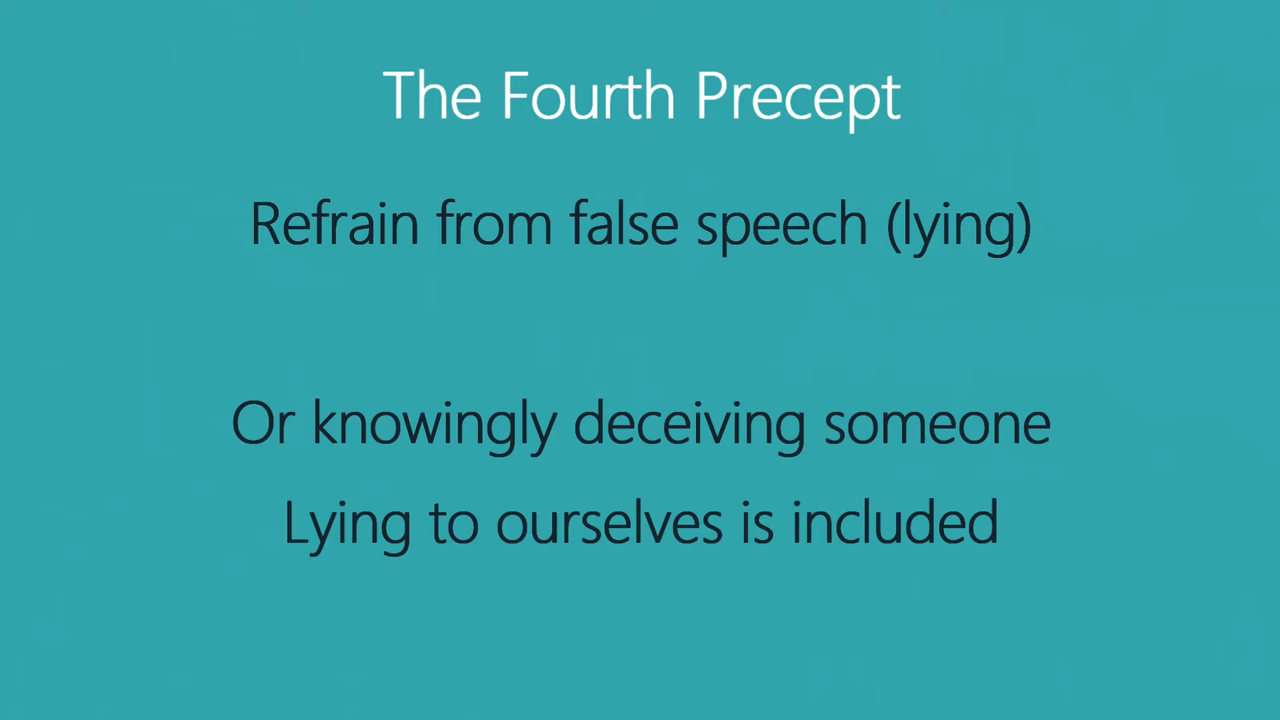 The Fourth Precept
Refrain from false speech (lying)
Or knowingly deceiving someone
Lying to ourselves is included